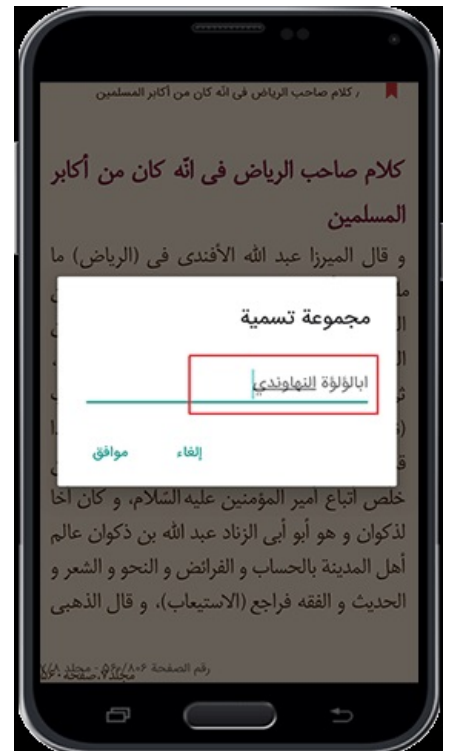 ، كلام صاحب الرياض فى انّه كان من أكابر المسلمين
كلام صاحب الرياض فى انّه كان من أكابر
المسلمين
و قال الميرزا عبد الله الأفندى فى (الرياض) ما
مجموعة تسمية
ابالؤلؤة النهاوندي
إلغاء
موافق
خلص أتباع أمير المؤمنين عليه السّلام، و كان أخا
لذكوان و هو أبو أبى الزناد عبد الله بن ذكوان عالم
أهل المدينة بالحساب و الفرائض و النحو و الشعر و
الحديث و الفقه فراجع (الاستيعاب)، و قال الذهبى
رقم الصفحة